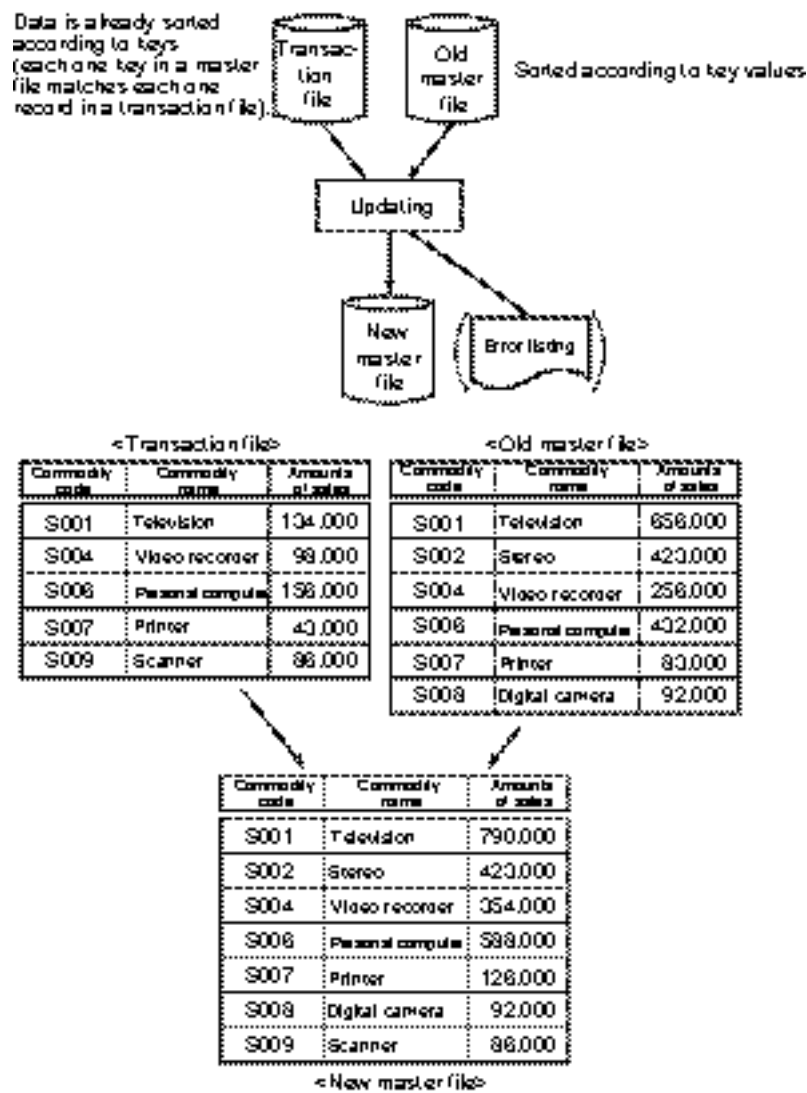 Data is already sorted
according to keys
(each one key in a master
file matches each one
record in a transaction file).
Transac-
tion
file
Old
master
file
Sorted according to key values
Updating
New
master
file
Error listing
<Transaction file>
Commodity code Commodity name Amounts of sales
S001 Television 134,000
S004 Video recorder 98,000
S006 Personal computer 156,000
S007 Printer 43,000
S009 Scanner 86,000
<Old master file>
Commodity code Commodity name Amounts of sales
S001 Television 656,000
S002 Stereo 423,000
S004 Video recorder 256,000
S006 Personal computer 432,000
S007 Printer 83,000
S008 Digital camera 92,000
Commodity code Commodity name Amounts of sales
S001 Television 790,000
S002 Stereo 423,000
S004 Video recorder 354,000
S006 Personal computer 588,000
S007 Printer 126,000
S008 Digital camera 92,000
S009 Scanner 86,000
<New master file>